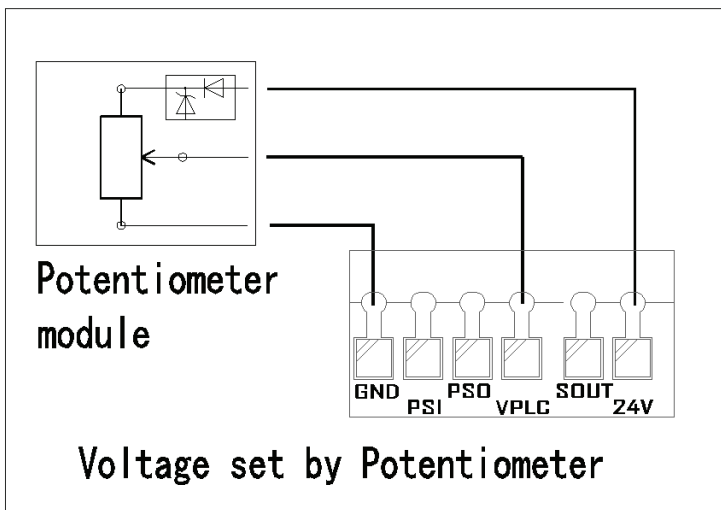 Potentiometer
module
GND
PSI
PSO
VPLC
SOUT
24V
Voltage set by Potentiometer